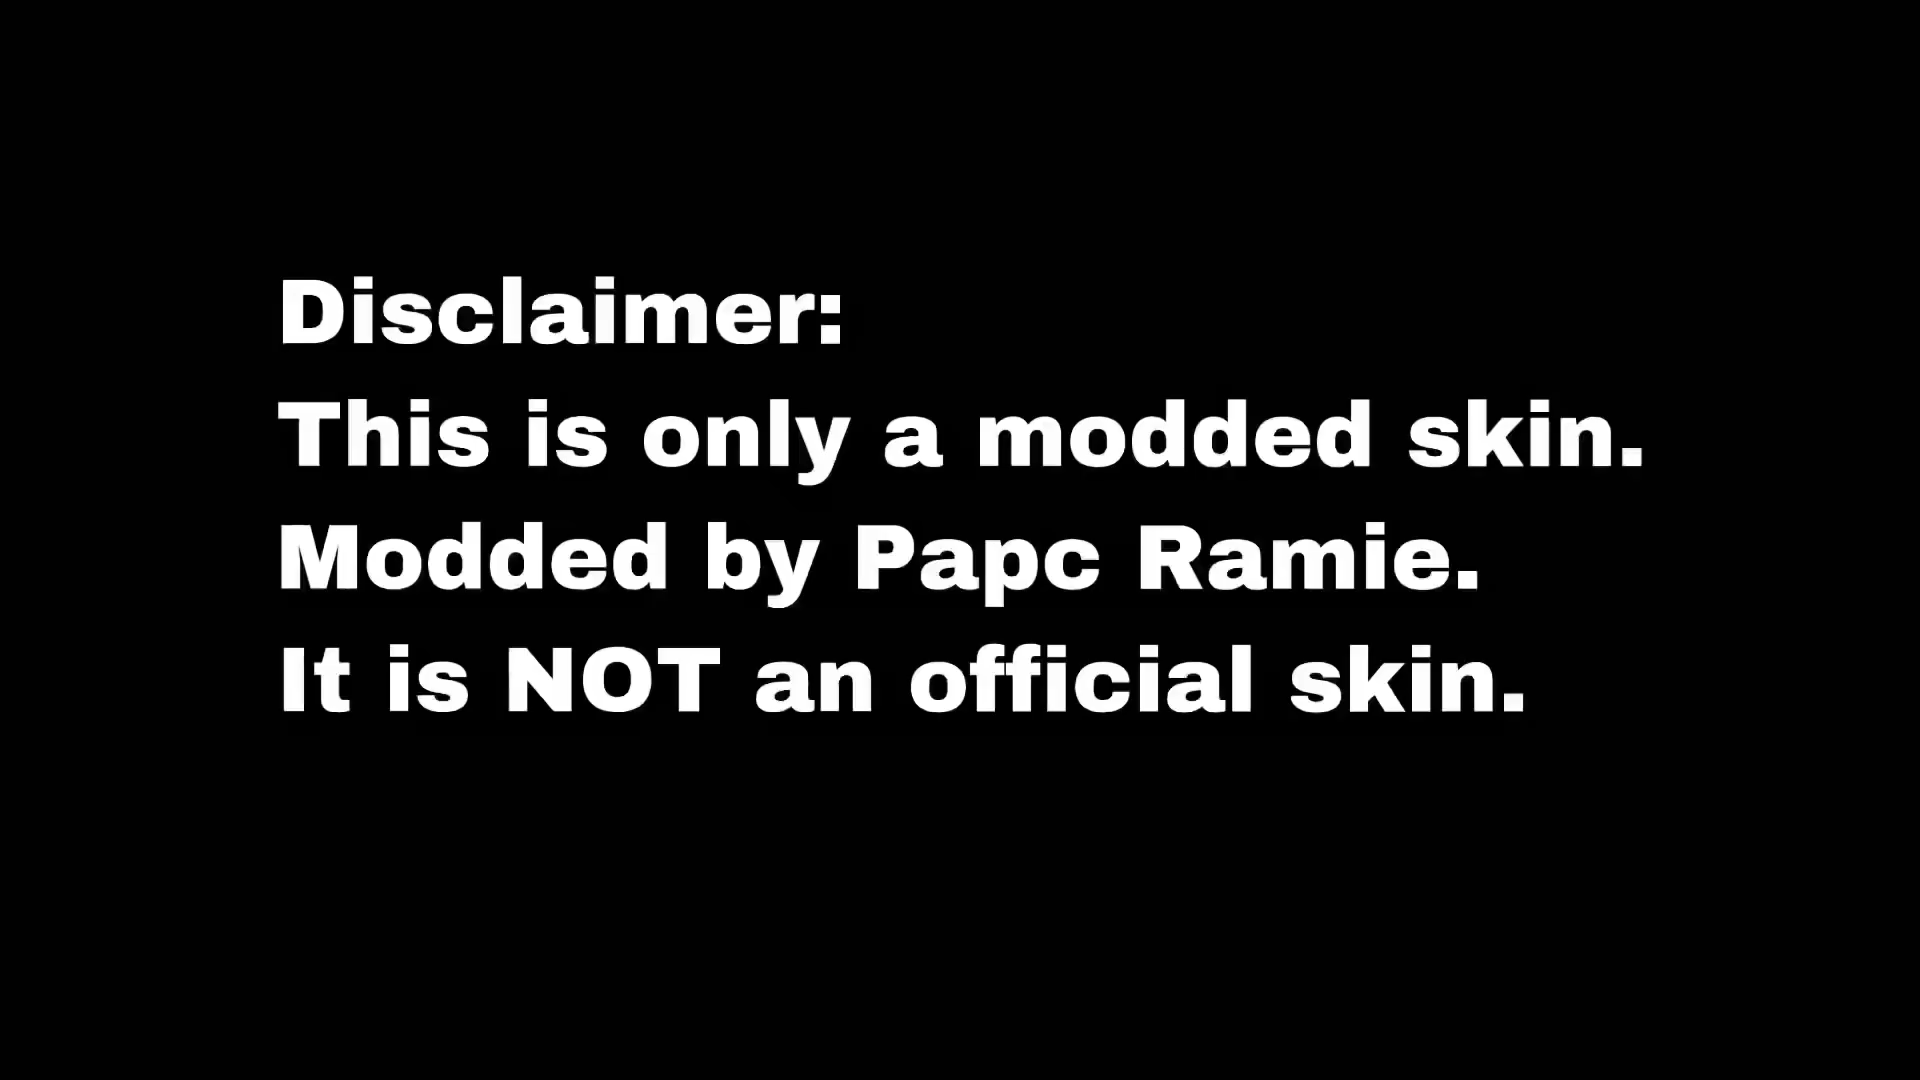 Disclaimer:
This is only a modded skin.
Modded by Papc Ramie.
It is NOT an official skin.